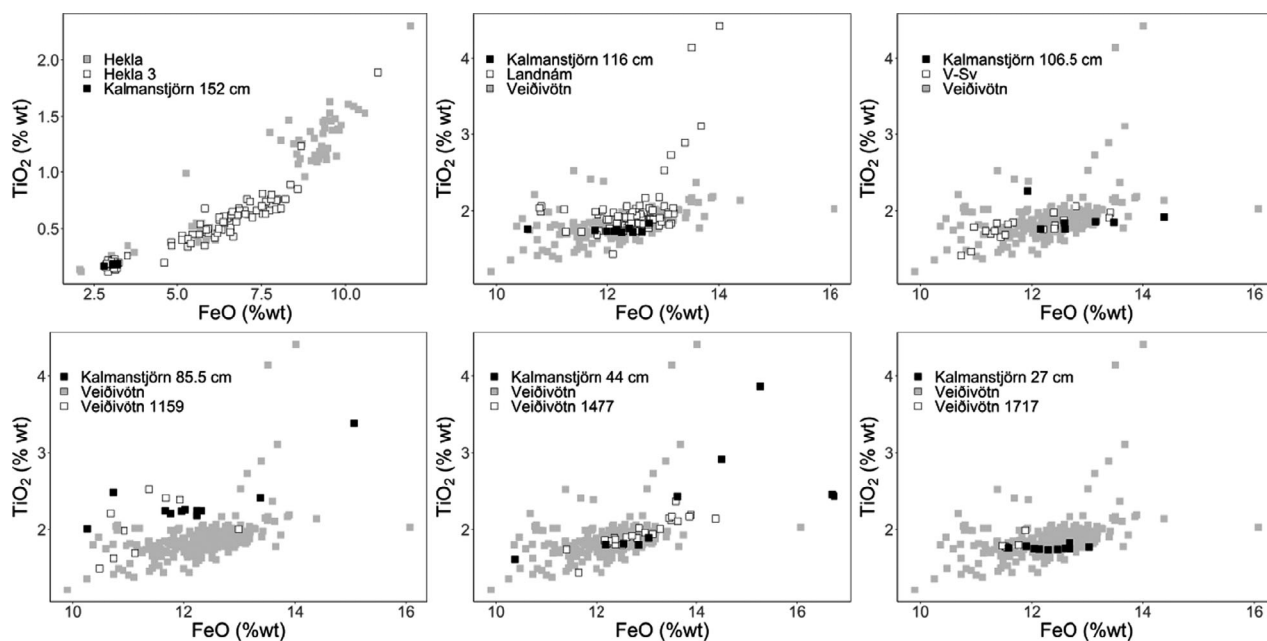 TiO2 (% wt)
2.0
1.5
1.0
0.5
Hekla
Hekla 3
Kalmanstjörn 152 cm
2.5 5.0 7.5 10.0
FeO (%wt)
TiO2 (% wt)
4
3
2
Kalmanstjörn 116 cm
Landnám
Veiðivötn
10 12 14 16
FeO (%wt)
TiO2 (% wt)
4
3
2
Kalmanstjörn 106.5 cm
V-Sv
Veiðivötn
10 12 14 16
FeO (%wt)
TiO2 (% wt)
4
3
2
Kalmanstjörn 85.5 cm
Veiðivötn
Veiðivötn 1159
10 12 14 16
FeO (%wt)
TiO2 (% wt)
4
3
2
Kalmanstjörn 44 cm
Veiðivötn
Veiðivötn 1477
10 12 14 16
FeO (%wt)
TiO2 (% wt)
4
3
2
Kalmanstjörn 27 cm
Veiðivötn
Veiðivötn 1717
10 12 14 16
FeO (%wt)